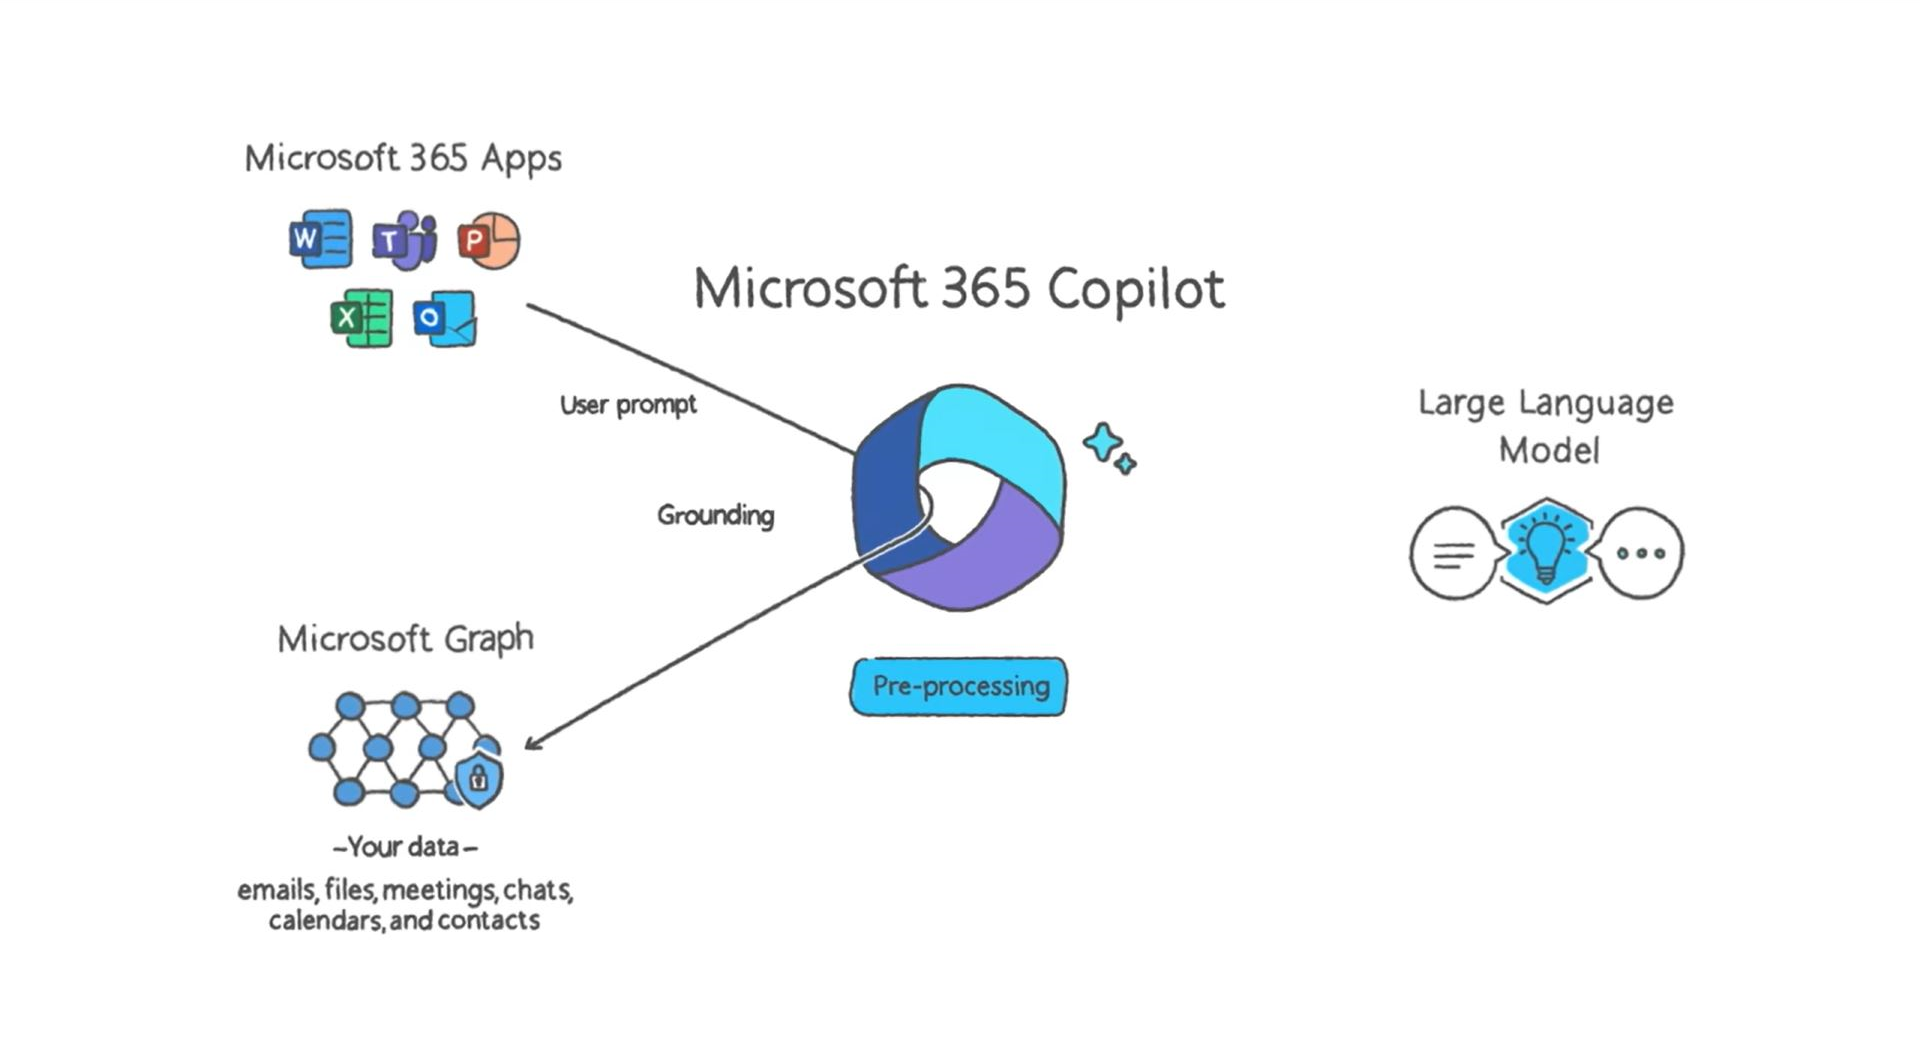 Microsoft 365 Apps
W
T
P
X
O
Microsoft 365 Copilot
User prompt
Grounding
Large Language
Model
Pre-processing
Microsoft Graph
-Your data-
emails, files, meetings, chats,
calendars, and contacts